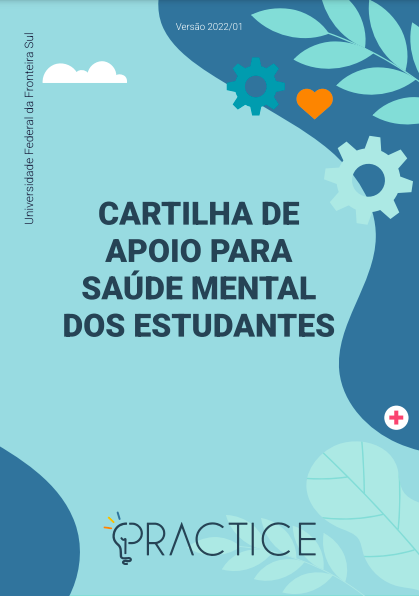 Versão 2022/01
Universidade Federal da Fronteira Sul
CARTILHA DE
APOIO PARA
SAÚDE MENTAL
DOS ESTUDANTES
PRACTICE